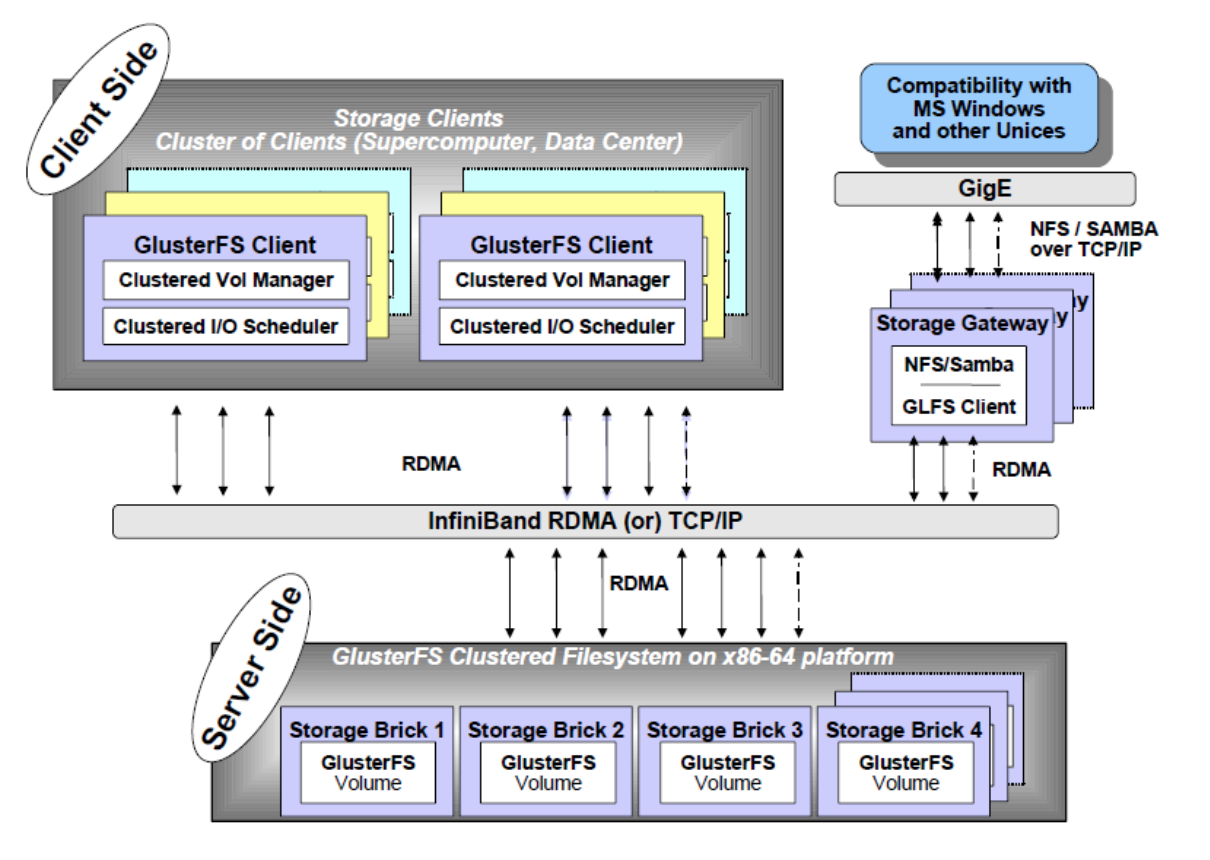 Client Side
Storage Clients
Cluster of Clients (Supercomputer, Data Center)
GlusterFS Client
Clustered Vol Manager
Clustered I/O Scheduler
GlusterFS Client
Clustered Vol Manager
Clustered I/O Scheduler
Compatibility with
MS Windows
and other Unices
GigE
NFS / SAMBA
over TCP/IP
Storage Gateway
NFS/Samba
GLFS Client
RDMA
RDMA
InfiniBand RDMA (or) TCP/IP
RDMA
Server Side
GlusterFS Clustered Filesystem on x86-64 platform
Storage Brick 1
GlusterFS
Volume
Storage Brick 2
GlusterFS
Volume
Storage Brick 3
GlusterFS
Volume
Storage Brick 4
GlusterFS
Volume